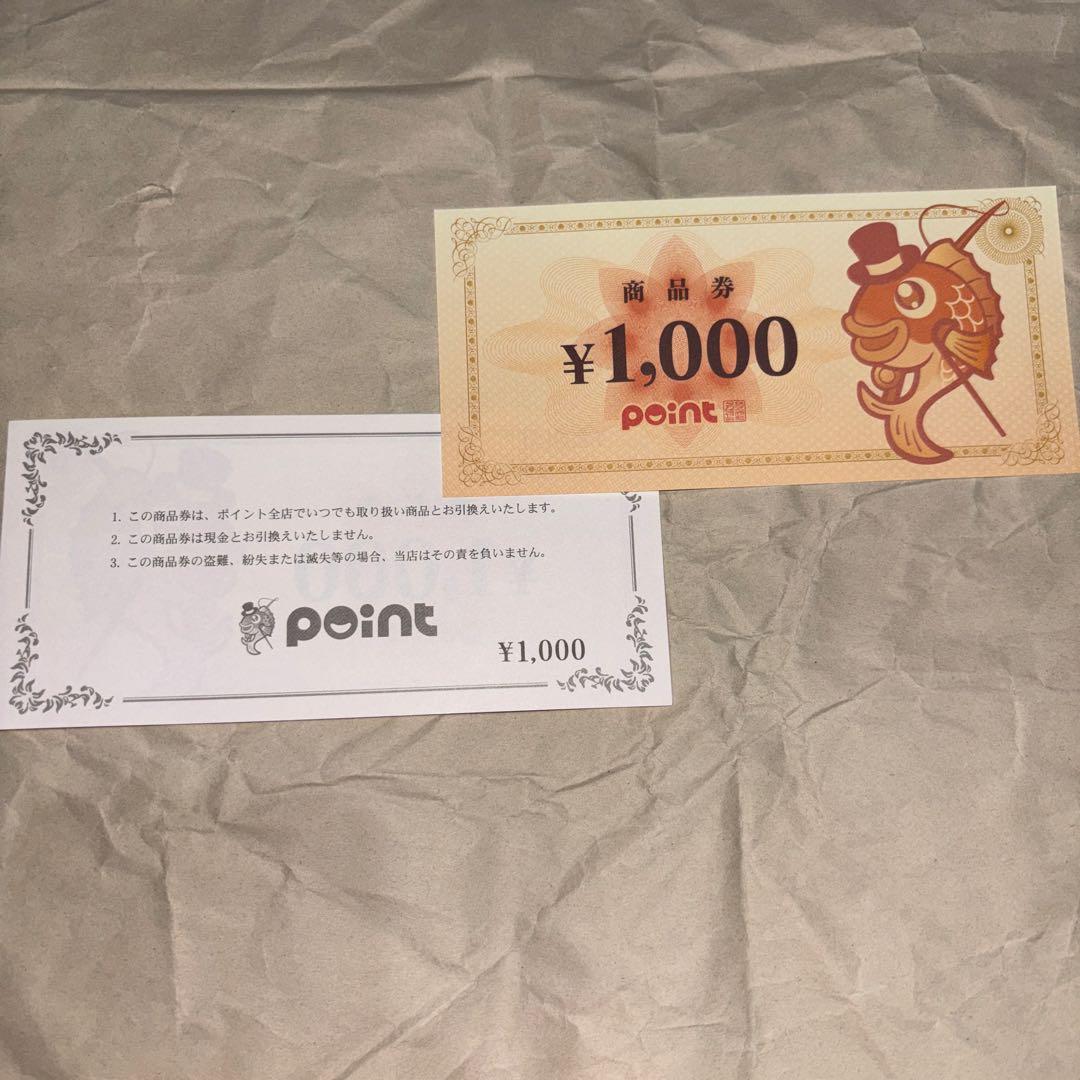 商品券
¥1,000
point
1. この商品券は、ポイント全店でいつでも取り扱い商品とお引換えいたします。
2. この商品券は現金とお引換えいたしません。
3. この商品券の盗難、紛失または滅失等の場合、当店はその責を負いません。
point
¥1,000